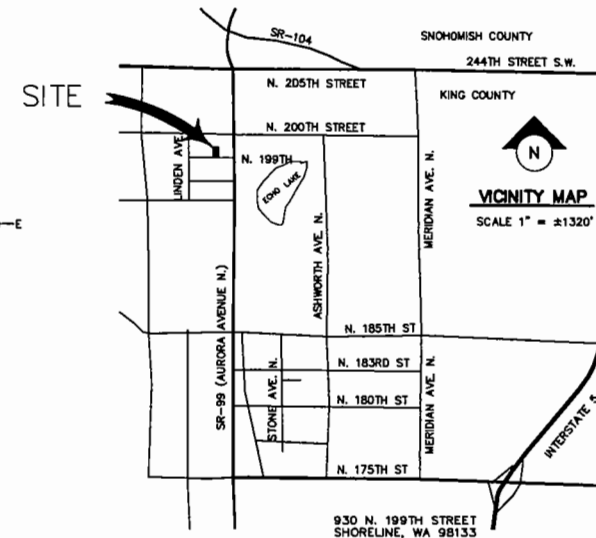 SR-104
SNOHOMISH COUNTY
244TH STREET S.W.
N. 205TH STREET
KING COUNTY
SITE
N. 200TH STREET
LINDEN AVE
N. 199TH
ECHO LAKE
N
VICINITY MAP
SCALE 1" = ±1320'
E
MERIDIAN AVE. N.
ASHWORTH AVE. N.
SR-99 (AURORA AVENUE N.)
N. 185TH ST
N. 183RD ST
STONE AVE. N.
N. 180TH ST
MERIDIAN AVE. N.
INTERSTATE 5
N. 175TH ST
930 N. 199TH STREET
SHORELINE, WA 98133